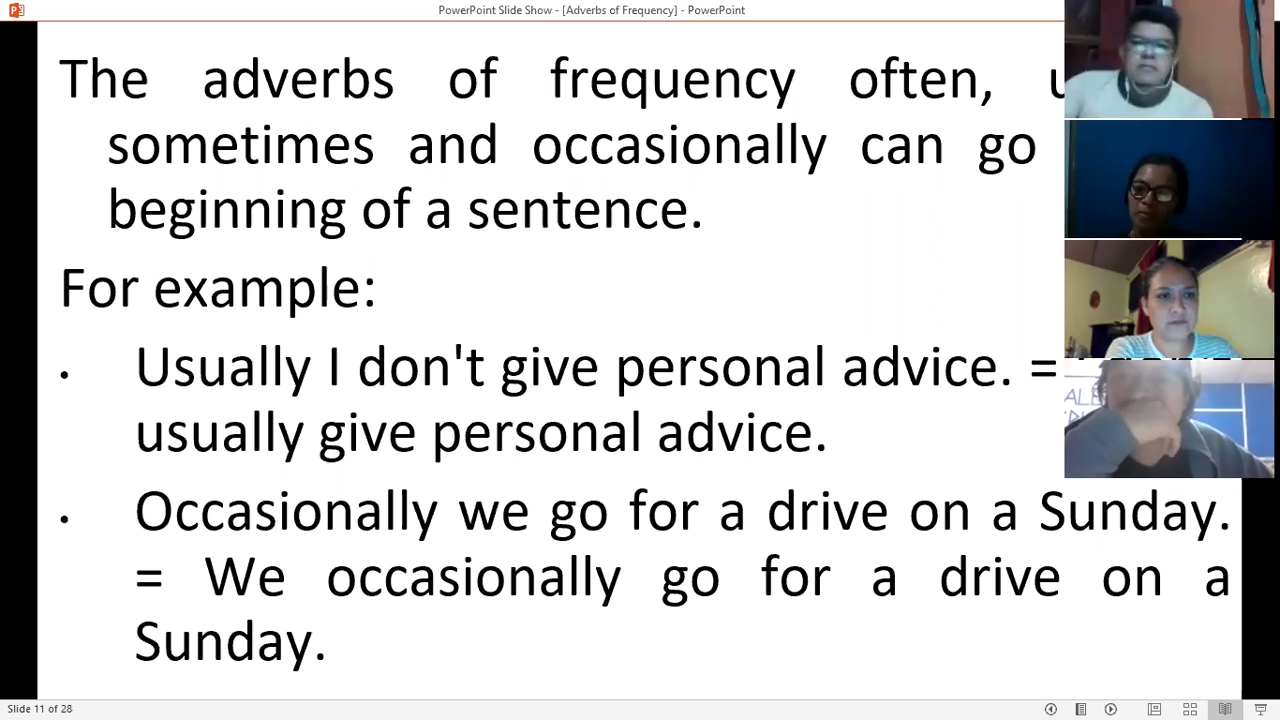 PowerPoint Slide Show - [Adverbs of Frequency] - PowerPoint
The adverbs of frequency often,
sometimes and occasionally can go
beginning of a sentence.
For example:
• Usually I don't give personal advice. =
usually give personal advice.
• Occasionally we go for a drive on a Sunday.
= We occasionally go for a drive on a
Sunday.
Slide 11 of 28